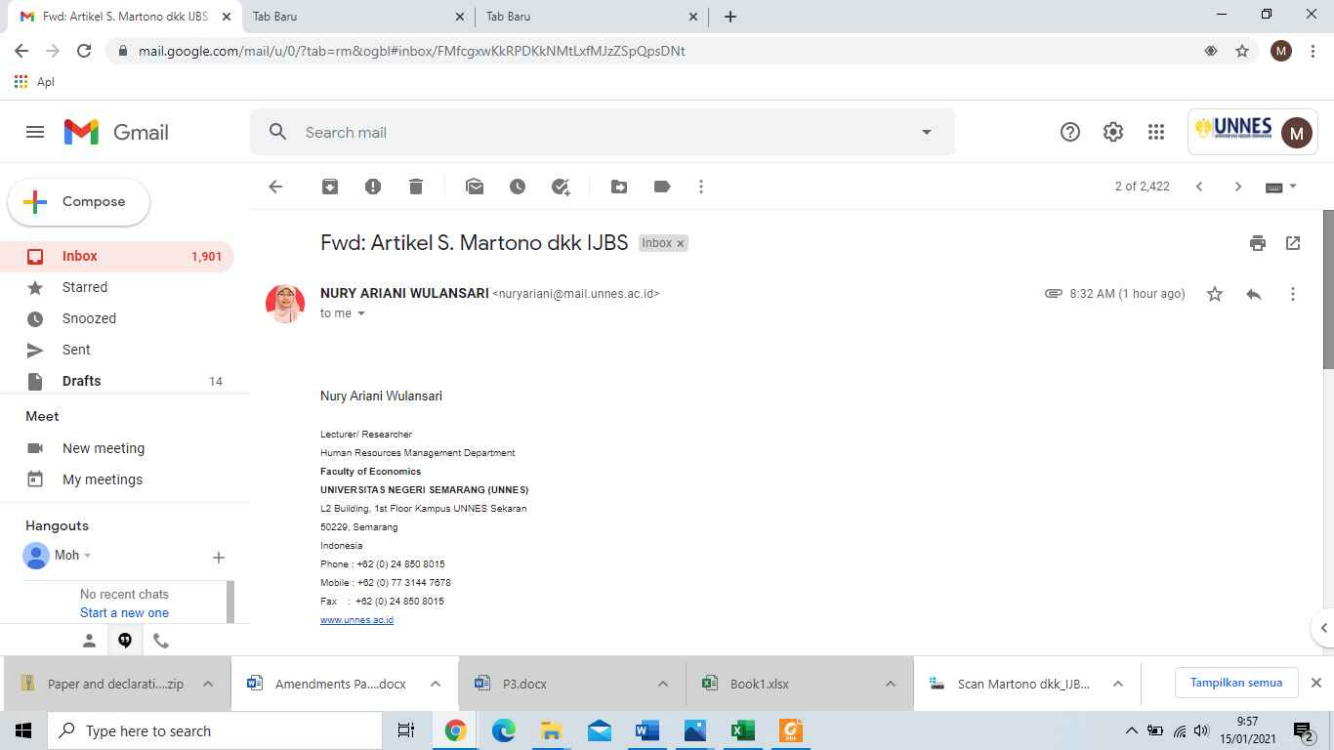 Fwd: Artikel S. Martono dkk IJBS
Tab Baru
Tab Baru
mail.google.com/mail/u/0/?tab=rm&ogbl#inbox/FMfcgxwKkRPDKkNMtLxfMJzZSpQpsDNt
M
Apl
Gmail
Search mail
UNNES
M
Compose
2 of 2,422
Inbox 1,901
Starred
Snoozed
Sent
Drafts 14
Meet
New meeting
My meetings
Hangouts
Moh
No recent chats
Start a new one
Fwd: Artikel S. Martono dkk IJBS Inbox x
NURY ARIANI WULANSARI <nuryariani@mail.unnes.ac.id>
8:32 AM (1 hour ago)
to me
Nury Ariani Wulansari
Lecturer/ Researcher
Human Resources Management Department
Faculty of Economics
UNIVERSITAS NEGERI SEMARANG (UNNES)
L2 Building, 1st Floor Kampus UNNES Sekaran
50229, Semarang
Indonesia
Phone : +62 (0) 24 850 8015
Mobile : +62 (0) 77 3144 7678
Fax : +62 (0) 24 850 8015
www.unnes.ac.id
Paper and declarati....zip
Amendments Pa....docx
P3.docx
Book1.xlsx
Scan Martono dkk_IJB...
Tampilkan semua
Type here to search
9:57
15/01/2021
2